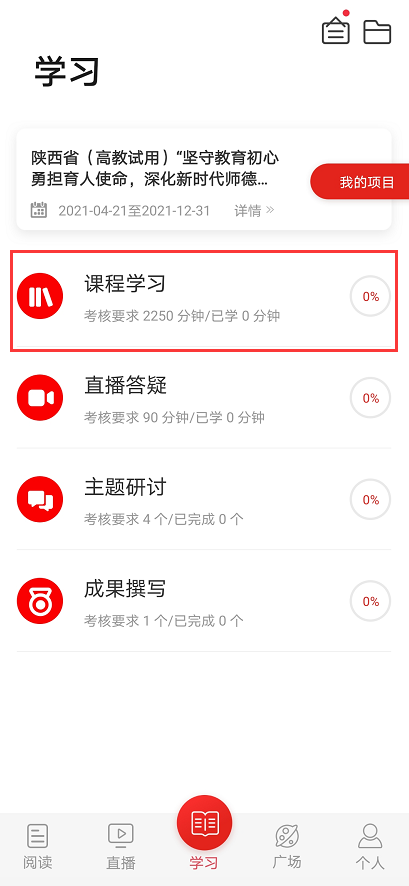 学习
陕西省（高教试用）“坚守教育初心
勇担育人使命，深化新时代师德...
我的项目
2021-04-21至2021-12-31 详情 »
课程学习
考核要求 2250 分钟/已学 0 分钟
0%
直播答疑
考核要求 90 分钟/已学 0 分钟
0%
主题研讨
考核要求 4 个/已完成 0 个
0%
成果撰写
考核要求 1 个/已完成 0 个
0%
阅读 直播 学习 广场 个人